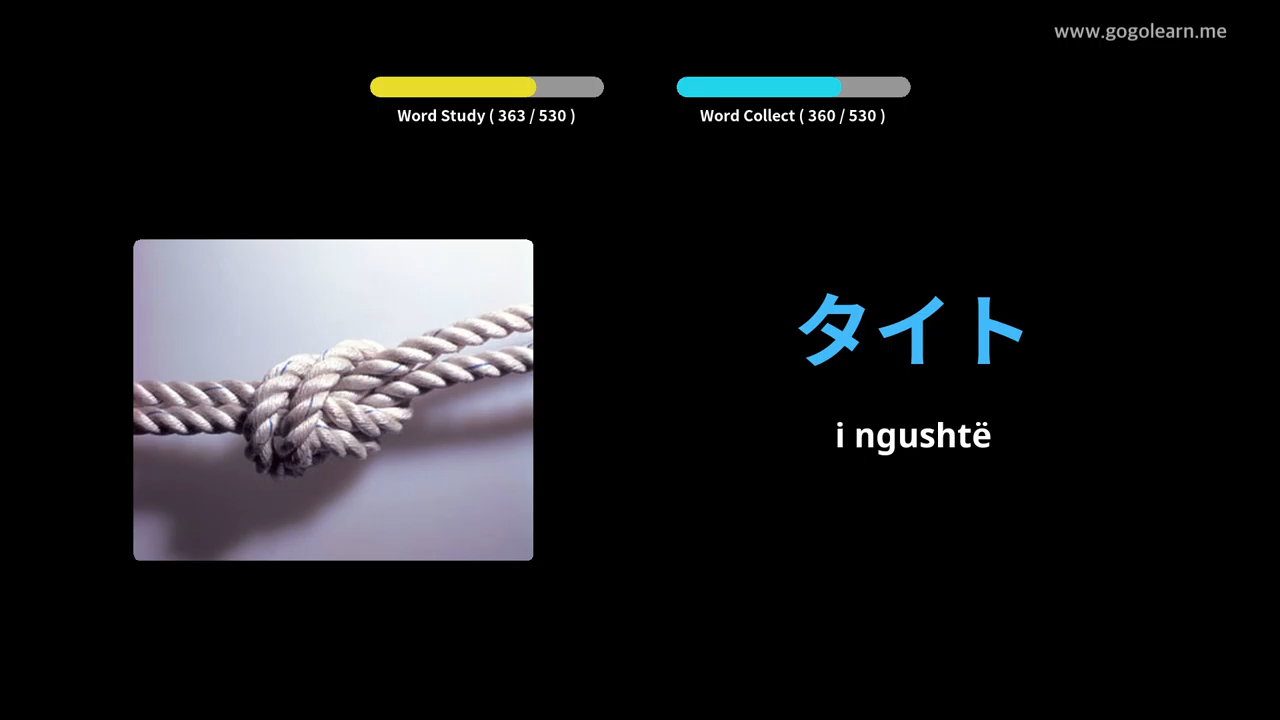 www.gogolearn.me
Word Study ( 363 / 530 )
Word Collect ( 360 / 530 )
タイト
i ngushtë